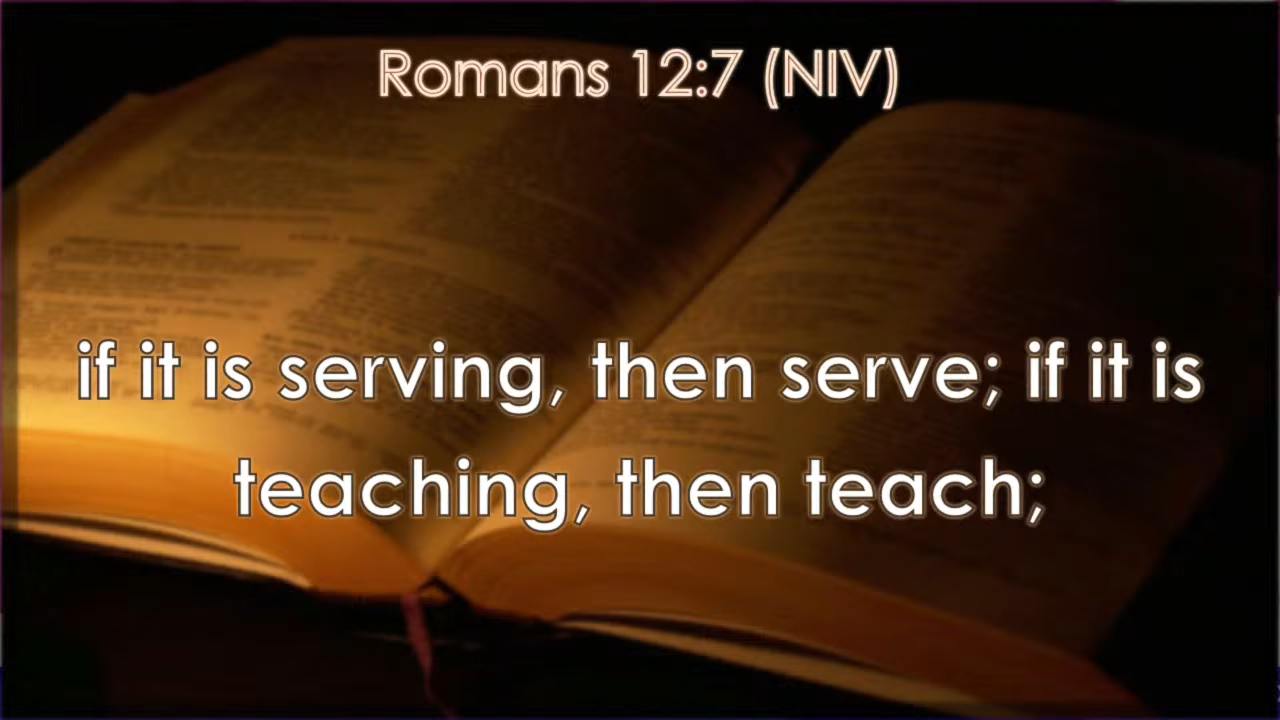 Romans 12:7 (NIV)
if it is serving, then serve; if it is
teaching, then teach;